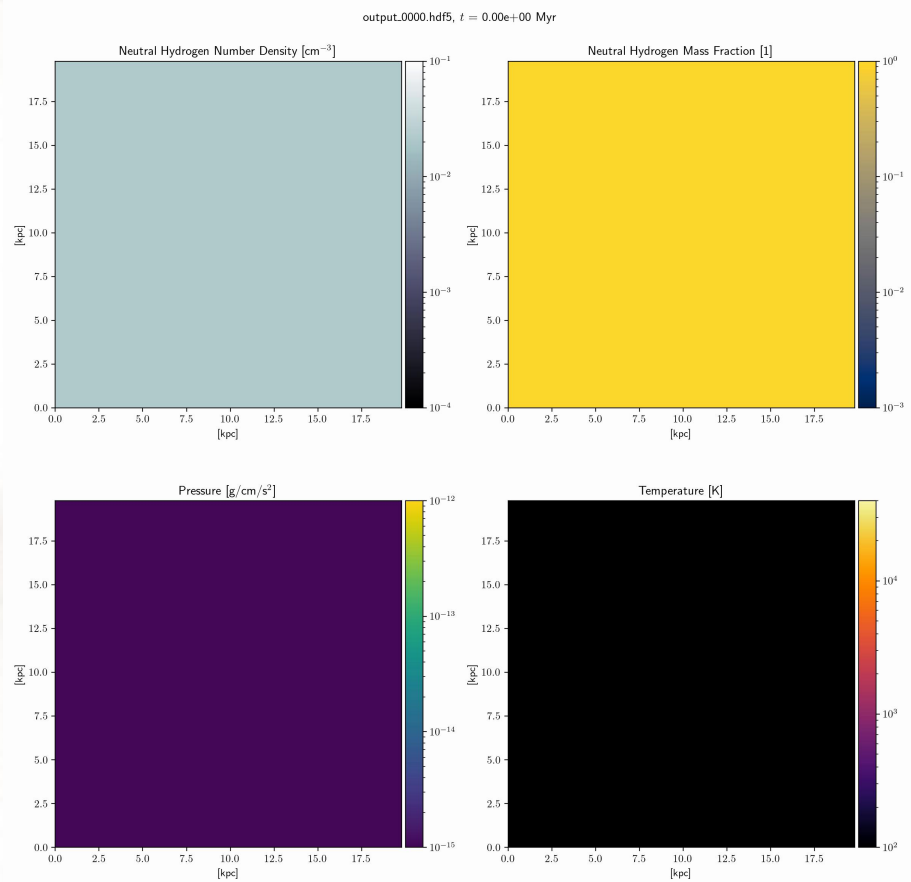 output_0000.hdf5, t = 0.00e+00 Myr
Neutral Hydrogen Number Density [cm⁻³]
10⁻¹
10⁻²
10⁻³
10⁻⁴
17.5
15.0
12.5
10.0
7.5
5.0
2.5
0.0
[kpc]
0.0 2.5 5.0 7.5 10.0 12.5 15.0 17.5
[kpc]
Neutral Hydrogen Mass Fraction [1]
10⁰
10⁻¹
10⁻²
10⁻³
17.5
15.0
12.5
10.0
7.5
5.0
2.5
0.0
[kpc]
0.0 2.5 5.0 7.5 10.0 12.5 15.0 17.5
[kpc]
Pressure [g/cm/s²]
10⁻¹²
10⁻¹³
10⁻¹⁴
10⁻¹⁵
17.5
15.0
12.5
10.0
7.5
5.0
2.5
0.0
[kpc]
0.0 2.5 5.0 7.5 10.0 12.5 15.0 17.5
[kpc]
Temperature [K]
10⁴
10³
10²
17.5
15.0
12.5
10.0
7.5
5.0
2.5
0.0
[kpc]
0.0 2.5 5.0 7.5 10.0 12.5 15.0 17.5
[kpc]